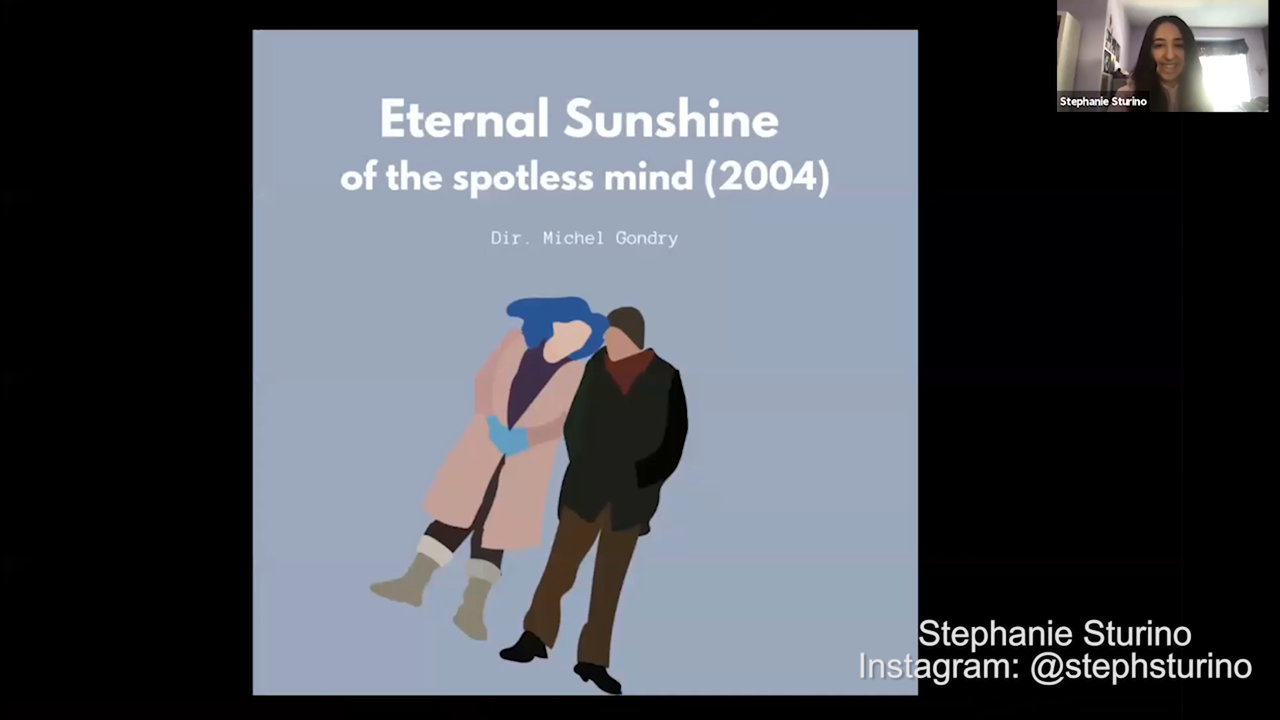 Stephanie Sturino
Eternal Sunshine
of the spotless mind (2004)
Dir. Michel Gondry
Stephanie Sturino
Instagram: @stephsturino